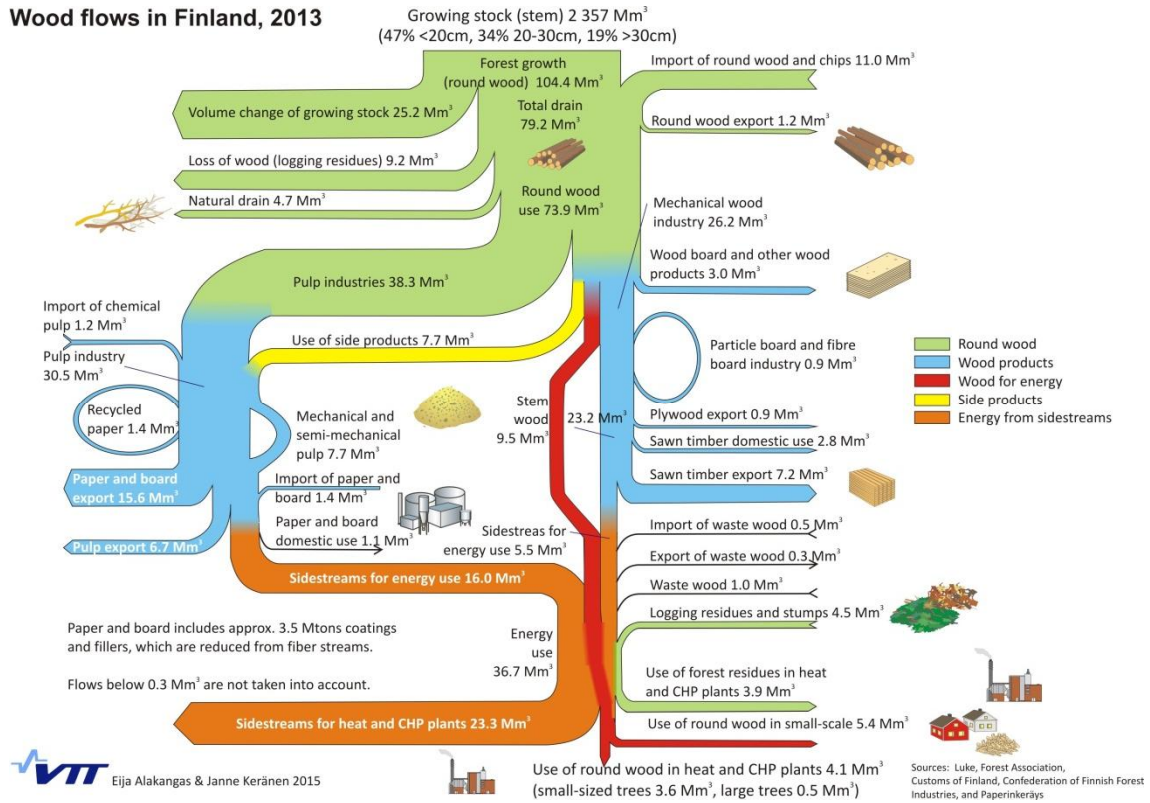 Wood flows in Finland, 2013
Growing stock (stem) 2 357 Mm³
(47% <20cm, 34% 20-30cm, 19% >30cm)
Forest growth
(round wood) 104.4 Mm³
Import of round wood and chips 11.0 Mm³
Volume change of growing stock 25.2 Mm³
Total drain
79.2 Mm³
Round wood export 1.2 Mm³
Loss of wood (logging residues) 9.2 Mm³
Natural drain 4.7 Mm³
Round wood
use 73.9 Mm³
Mechanical wood
industry 26.2 Mm³
Wood board and other wood
products 3.0 Mm³
Pulp industries 38.3 Mm³
Import of chemical
pulp 1.2 Mm³
Pulp industry
30.5 Mm³
Use of side products 7.7 Mm³
Particle board and fibre
board industry 0.9 Mm³
Round wood
Wood products
Wood for energy
Side products
Energy from sidestreams
Recycled
paper 1.4 Mm³
Mechanical and
semi-mechanical
pulp 7.7 Mm³
Stem
wood
9.5 Mm³
23.2 Mm³
Plywood export 0.9 Mm³
Sawn timber domestic use 2.8 Mm³
Sawn timber export 7.2 Mm³
Paper and board
export 15.6 Mm³
Import of paper and
board 1.4 Mm³
Paper and board
domestic use 1.1 Mm³
Pulp export 6.7 Mm³
Sidestreas for
energy use 5.5 Mm³
Import of waste wood 0.5 Mm³
Export of waste wood 0.3 Mm³
Waste wood 1.0 Mm³
Logging residues and stumps 4.5 Mm³
Sidestreams for energy use 16.0 Mm³
Paper and board includes approx. 3.5 Mtons coatings
and fillers, which are reduced from fiber streams.
Flows below 0.3 Mm³ are not taken into account.
Energy
use
36.7 Mm³
Use of forest residues in heat
and CHP plants 3.9 Mm³
Sidestreams for heat and CHP plants 23.3 Mm³
Use of round wood in small-scale 5.4 Mm³
Use of round wood in heat and CHP plants 4.1 Mm³
(small-sized trees 3.6 Mm³, large trees 0.5 Mm³)
VTT
Eija Alakangas & Janne Keränen 2015
Sources: Luke, Forest Association,
Customs of Finland, Confederation of Finnish Forest
Industries, and Paperinkeräys